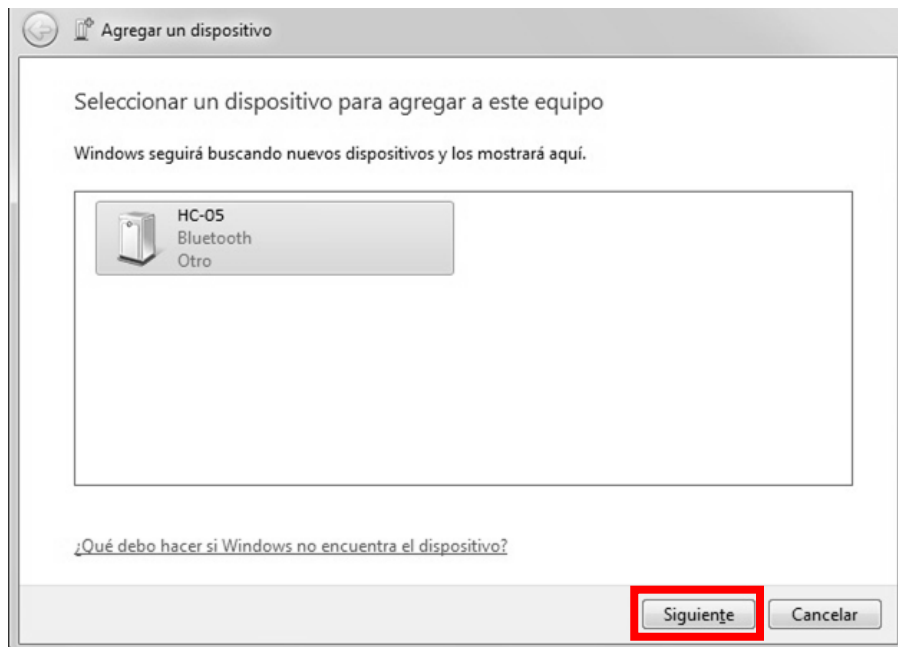 Agregar un dispositivo
Seleccionar un dispositivo para agregar a este equipo
Windows seguirá buscando nuevos dispositivos y los mostrará aquí.
HC-05
Bluetooth
Otro
¿Qué debo hacer si Windows no encuentra el dispositivo?
Siguiente Cancelar